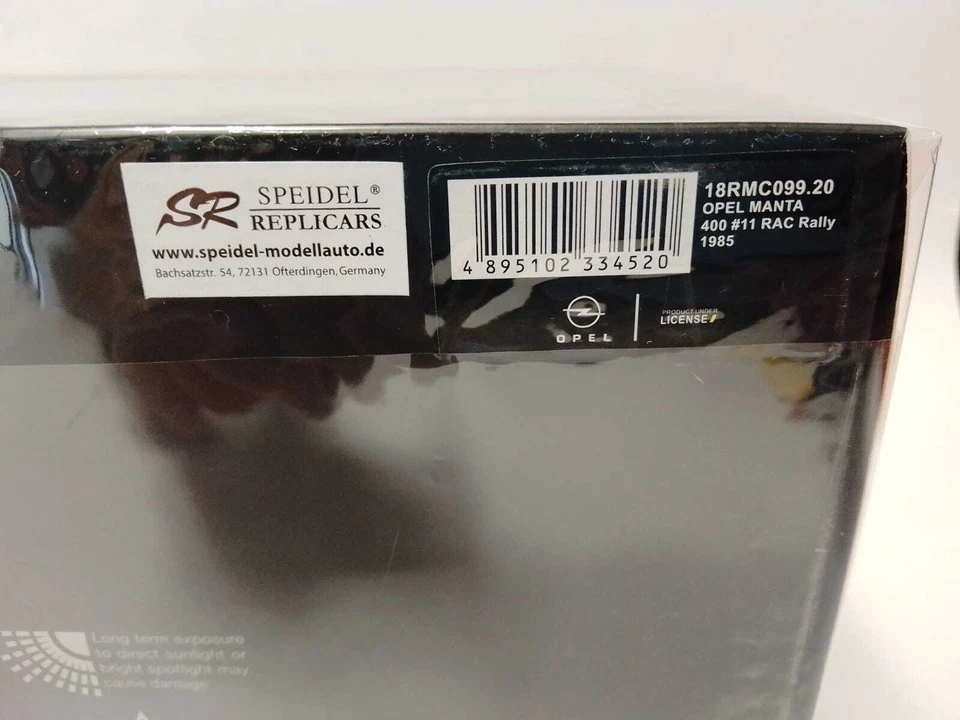 SR SPEIDEL®
REPLICARS
www.speidel-modellauto.de
Bachsatzstr. 54, 72131 Ofterdingen, Germany
4 895102 334520
18RMC099.20
OPEL MANTA
400 #11 RAC Rally
1985
OPEL
PRODUCT UNDER
LICENSE
Long term exposure
to direct sunlight or
bright spotlight may
cause damage